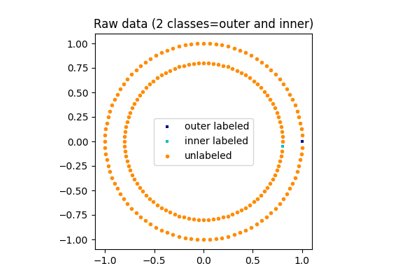 Raw data (2 classes=outer and inner)
1.00
0.75
0.50
0.25
0.00
−0.25
−0.50
−0.75
−1.00
outer labeled
inner labeled
unlabeled
−1.0 −0.5 0.0 0.5 1.0